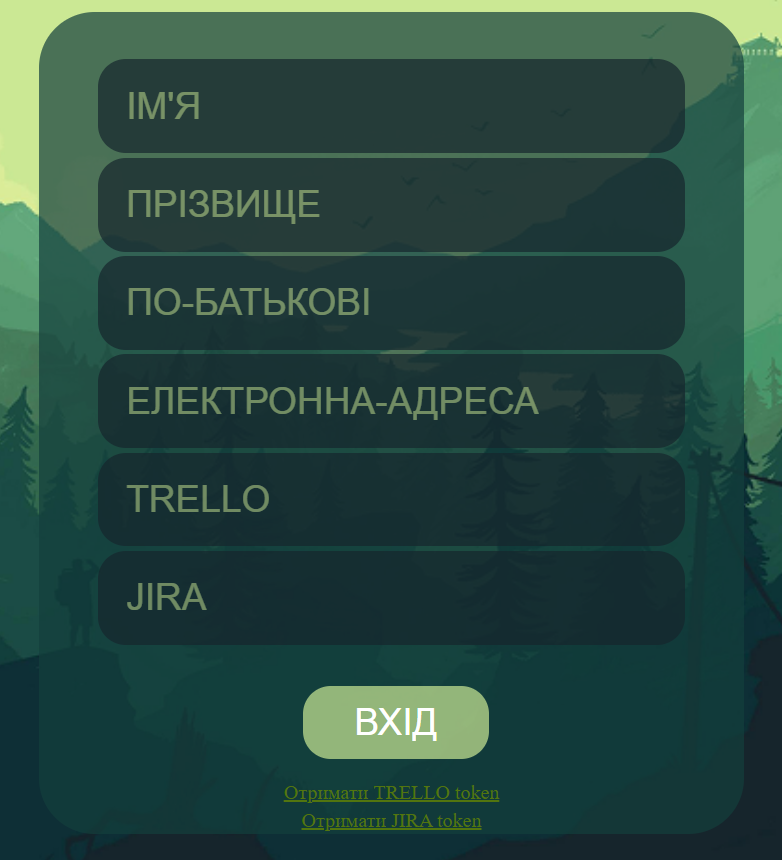 ІМ'Я
ПРІЗВИЩЕ
ПО-БАТЬКОВІ
ЕЛЕКТРОННА-АДРЕСА
TRELLO
JIRA
ВХІД
Отримати TRELLO token
Отримати JIRA token